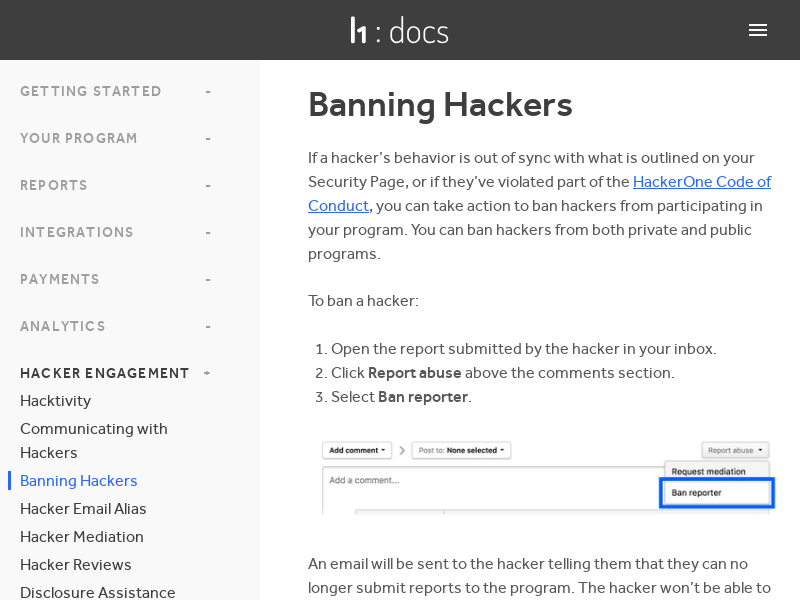 h1 : docs
GETTING STARTED -
YOUR PROGRAM -
REPORTS -
INTEGRATIONS -
PAYMENTS -
ANALYTICS -
HACKER ENGAGEMENT +
Hacktivity
Communicating with
Hackers
Banning Hackers
Hacker Email Alias
Hacker Mediation
Hacker Reviews
Disclosure Assistance
Banning Hackers
If a hacker’s behavior is out of sync with what is outlined on your
Security Page, or if they’ve violated part of the HackerOne Code of
Conduct, you can take action to ban hackers from participating in
your program. You can ban hackers from both private and public
programs.
To ban a hacker:
1. Open the report submitted by the hacker in your inbox.
2. Click Report abuse above the comments section.
3. Select Ban reporter.
Add comment
Post to: None selected
Report abuse
Add a comment...
Request mediation
Ban reporter
An email will be sent to the hacker telling them that they can no
longer submit reports to the program. The hacker won’t be able to